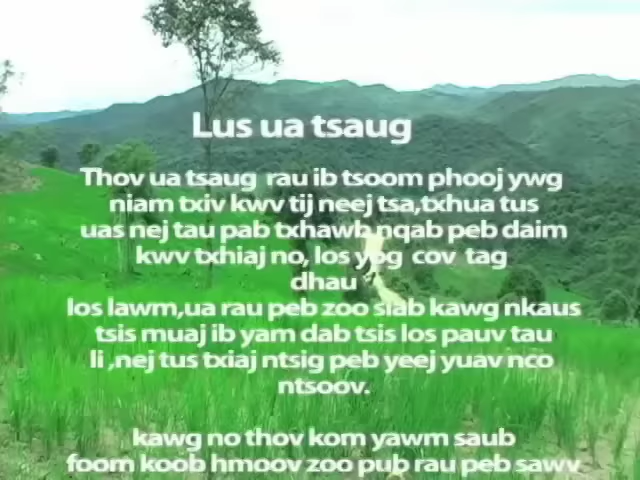 Lus ua tsaug
Thov ua tsaug rau ib tsoom phooj ywg
niam txiv kwv tij neej tsa,txhua tus
uas nej tau pab txhawb nqab peb daim
kwv txhiaj no, los yog cov tag
dhau
los lawm,ua rau peb zoo siab kawg nkaus
tsis muaj ib yam dab tsis los pauv tau
li ,nej tus txiaj ntsig peb yeej yuav nco
ntsoov.
kawg no thov kom yawm saub
foom koob hmoov zoo pub rau peb sawv